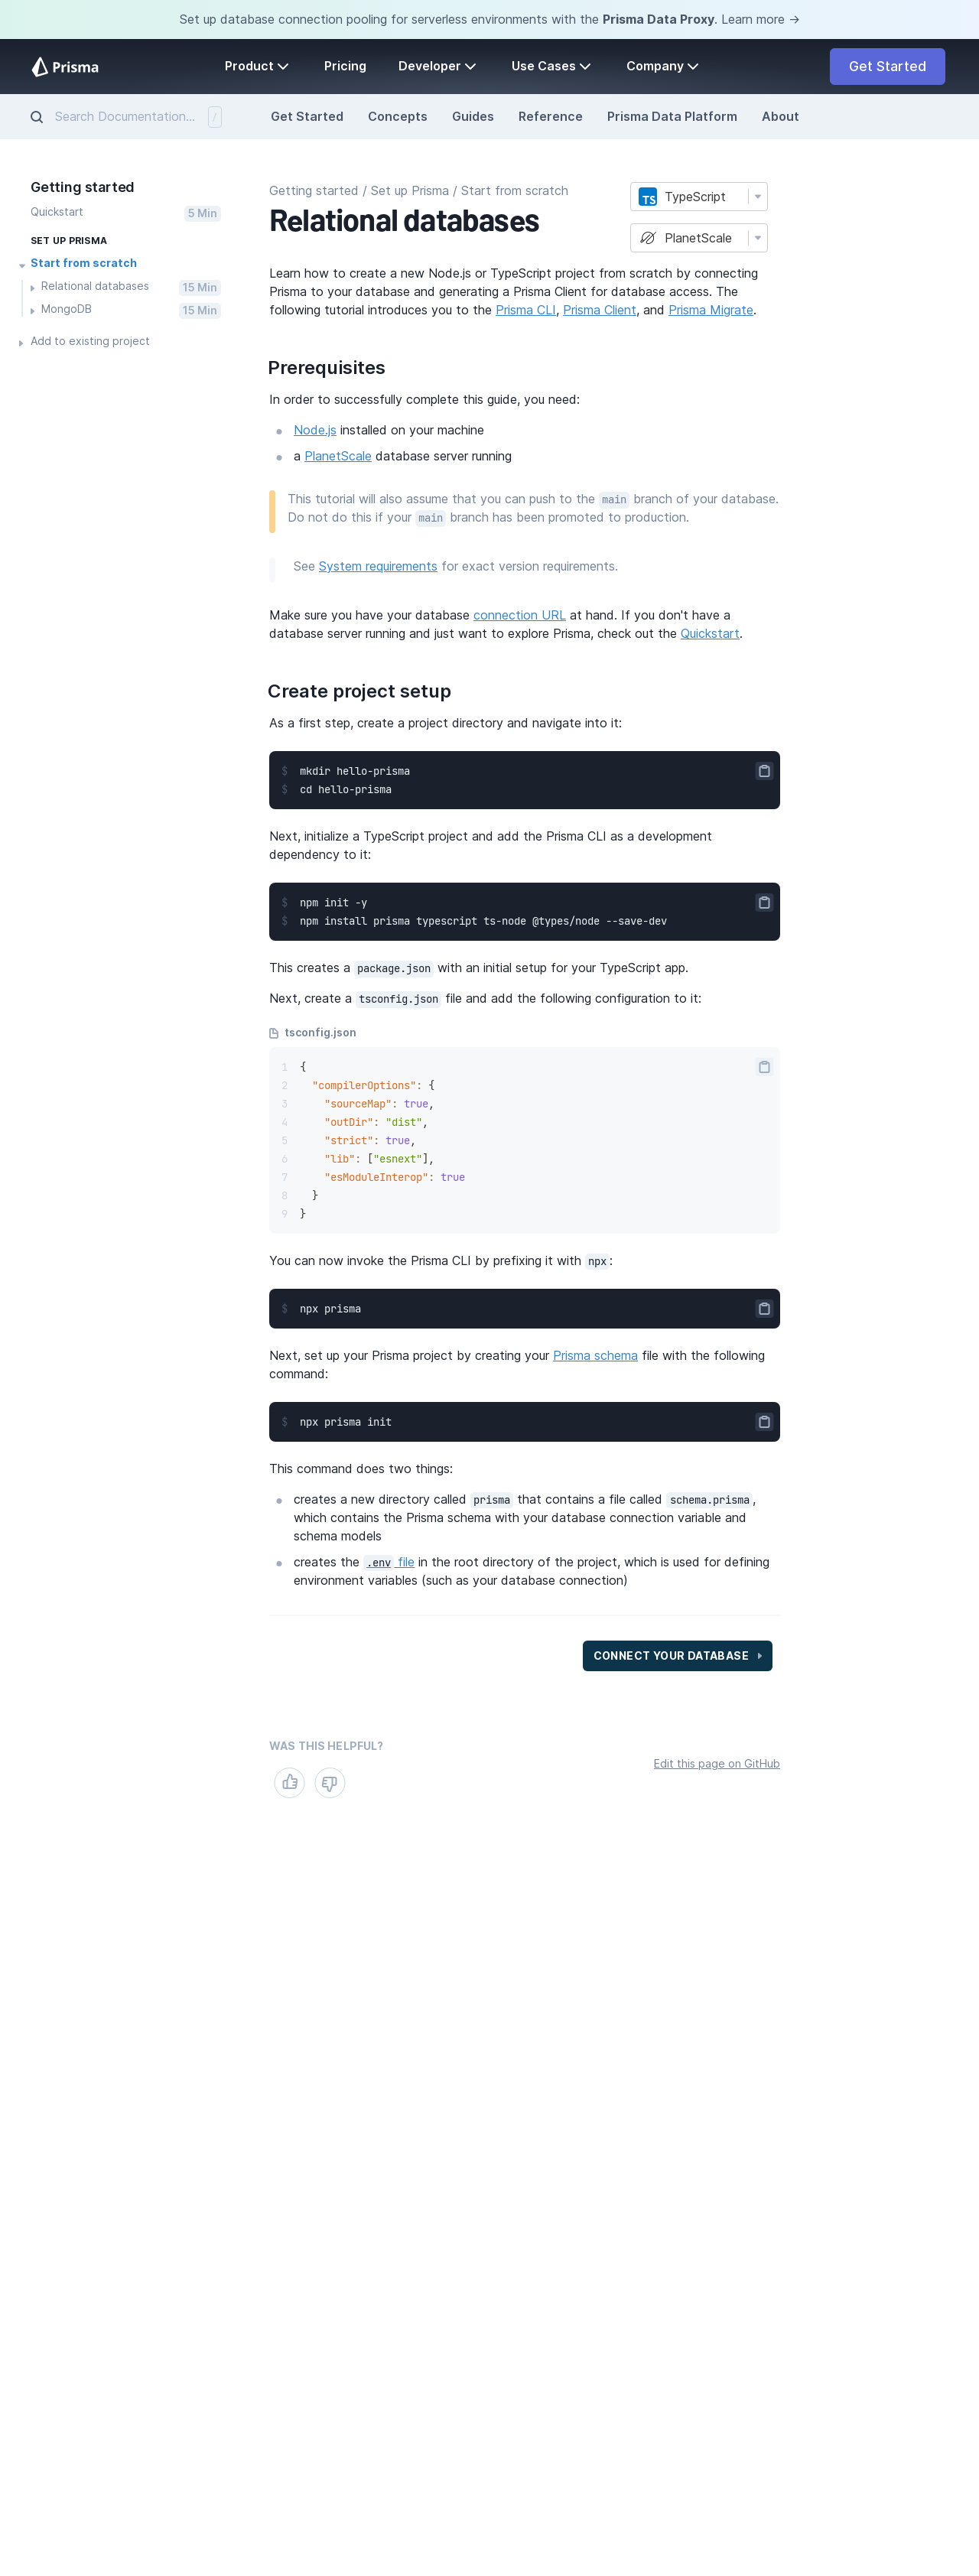 Set up database connection pooling for serverless environments with the Prisma Data Proxy. Learn more →
Prisma
Product
Pricing
Developer
Use Cases
Company
Get Started
Search Documentation...
/
Get Started
Concepts
Guides
Reference
Prisma Data Platform
About
Getting started
Quickstart
5 Min
SET UP PRISMA
Start from scratch
Relational databases
15 Min
MongoDB
15 Min
Add to existing project
Getting started / Set up Prisma / Start from scratch
Relational databases
TS TypeScript
PlanetScale
Learn how to create a new Node.js or TypeScript project from scratch by connecting
Prisma to your database and generating a Prisma Client for database access. The
following tutorial introduces you to the Prisma CLI, Prisma Client, and Prisma Migrate.
Prerequisites
In order to successfully complete this guide, you need:
Node.js installed on your machine
a PlanetScale database server running
This tutorial will also assume that you can push to the main branch of your database.
Do not do this if your main branch has been promoted to production.
See System requirements for exact version requirements.
Make sure you have your database connection URL at hand. If you don't have a
database server running and just want to explore Prisma, check out the Quickstart.
Create project setup
As a first step, create a project directory and navigate into it:
$ mkdir hello-prisma
$ cd hello-prisma
Next, initialize a TypeScript project and add the Prisma CLI as a development
dependency to it:
$ npm init -y
$ npm install prisma typescript ts-node @types/node --save-dev
This creates a package.json with an initial setup for your TypeScript app.
Next, create a tsconfig.json file and add the following configuration to it:
tsconfig.json
1 {
2 "compilerOptions": {
3 "sourceMap": true,
4 "outDir": "dist",
5 "strict": true,
6 "lib": ["esnext"],
7 "esModuleInterop": true
8 }
9 }
You can now invoke the Prisma CLI by prefixing it with npx:
$ npx prisma
Next, set up your Prisma project by creating your Prisma schema file with the following
command:
$ npx prisma init
This command does two things:
creates a new directory called prisma that contains a file called schema.prisma,
which contains the Prisma schema with your database connection variable and
schema models
creates the .env file in the root directory of the project, which is used for defining
environment variables (such as your database connection)
CONNECT YOUR DATABASE
WAS THIS HELPFUL?
Edit this page on GitHub